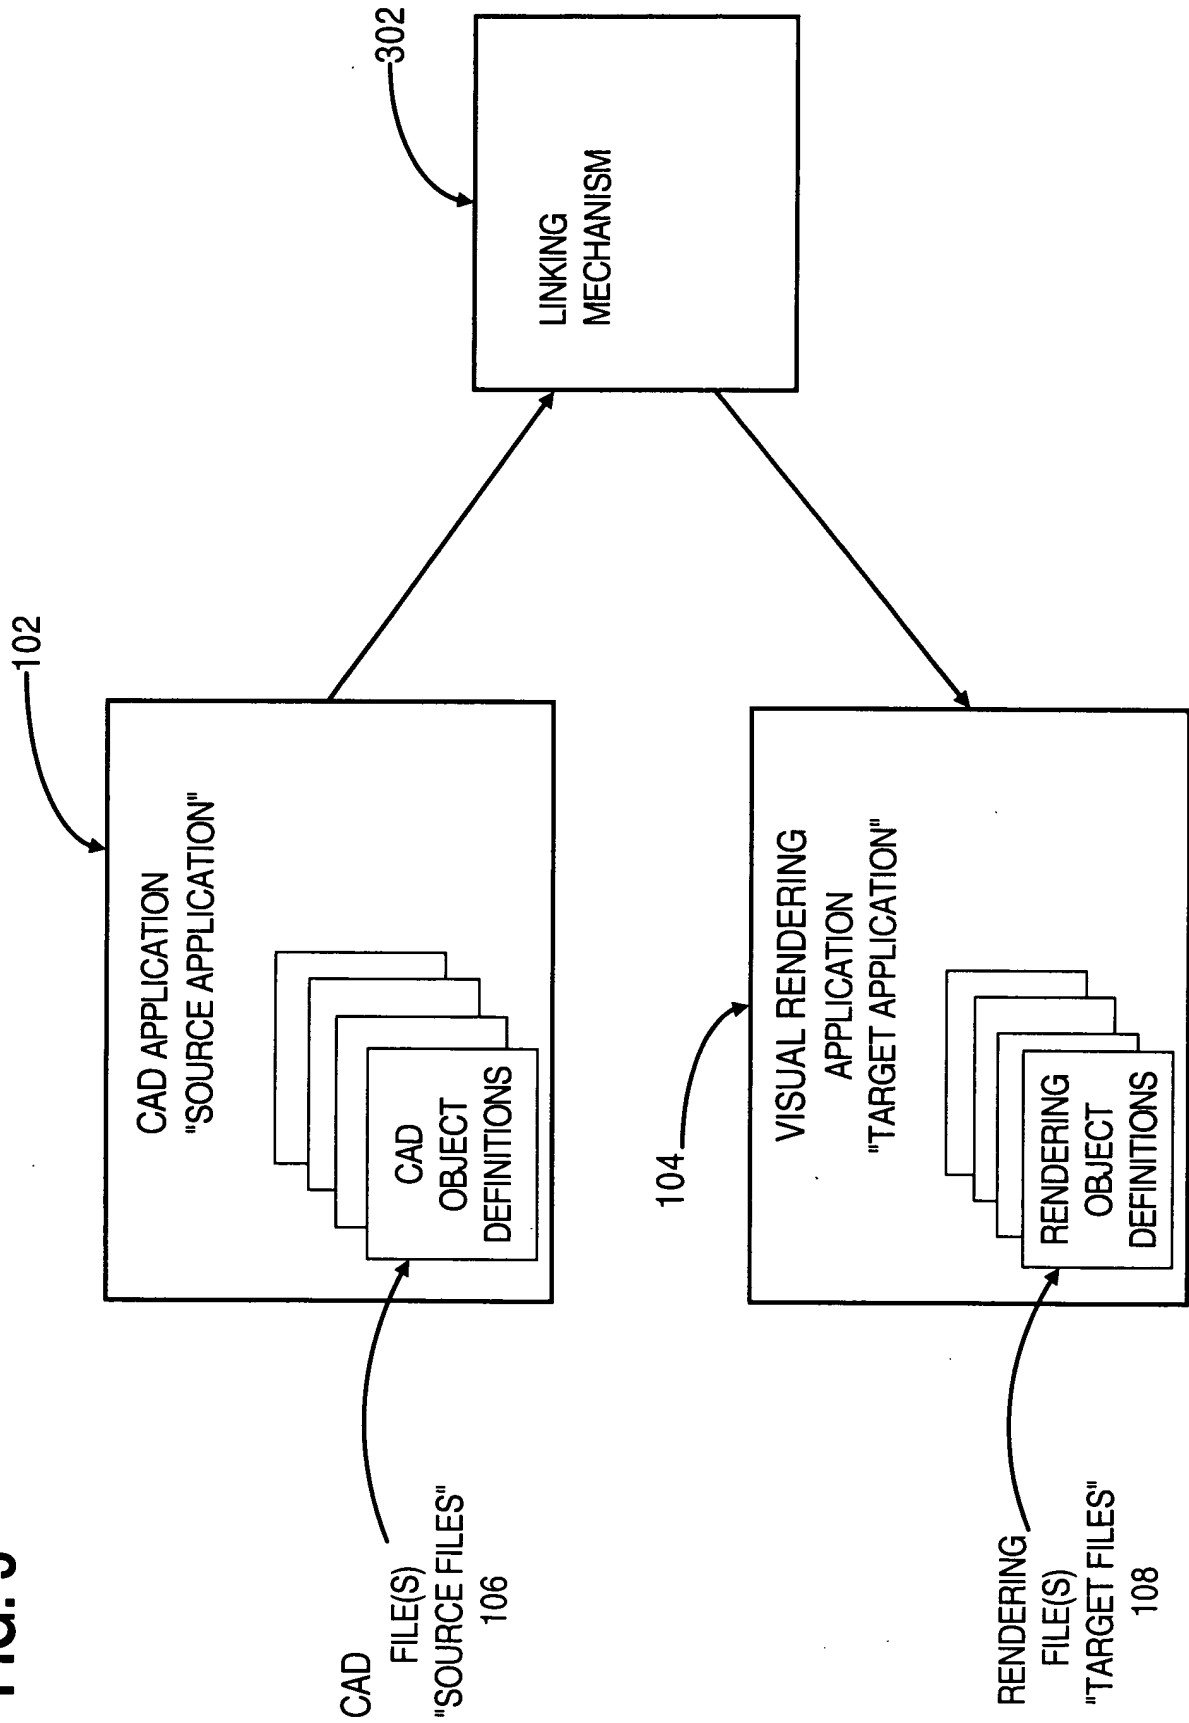 FIG. 3
102
CAD APPLICATION
"SOURCE APPLICATION"
CAD
OBJECT
DEFINITIONS
CAD
FILE(S)
"SOURCE FILES"
106
302
LINKING
MECHANISM
104
VISUAL RENDERING
APPLICATION
"TARGET APPLICATION"
RENDERING
OBJECT
DEFINITIONS
RENDERING
FILE(S)
"TARGET FILES"
108